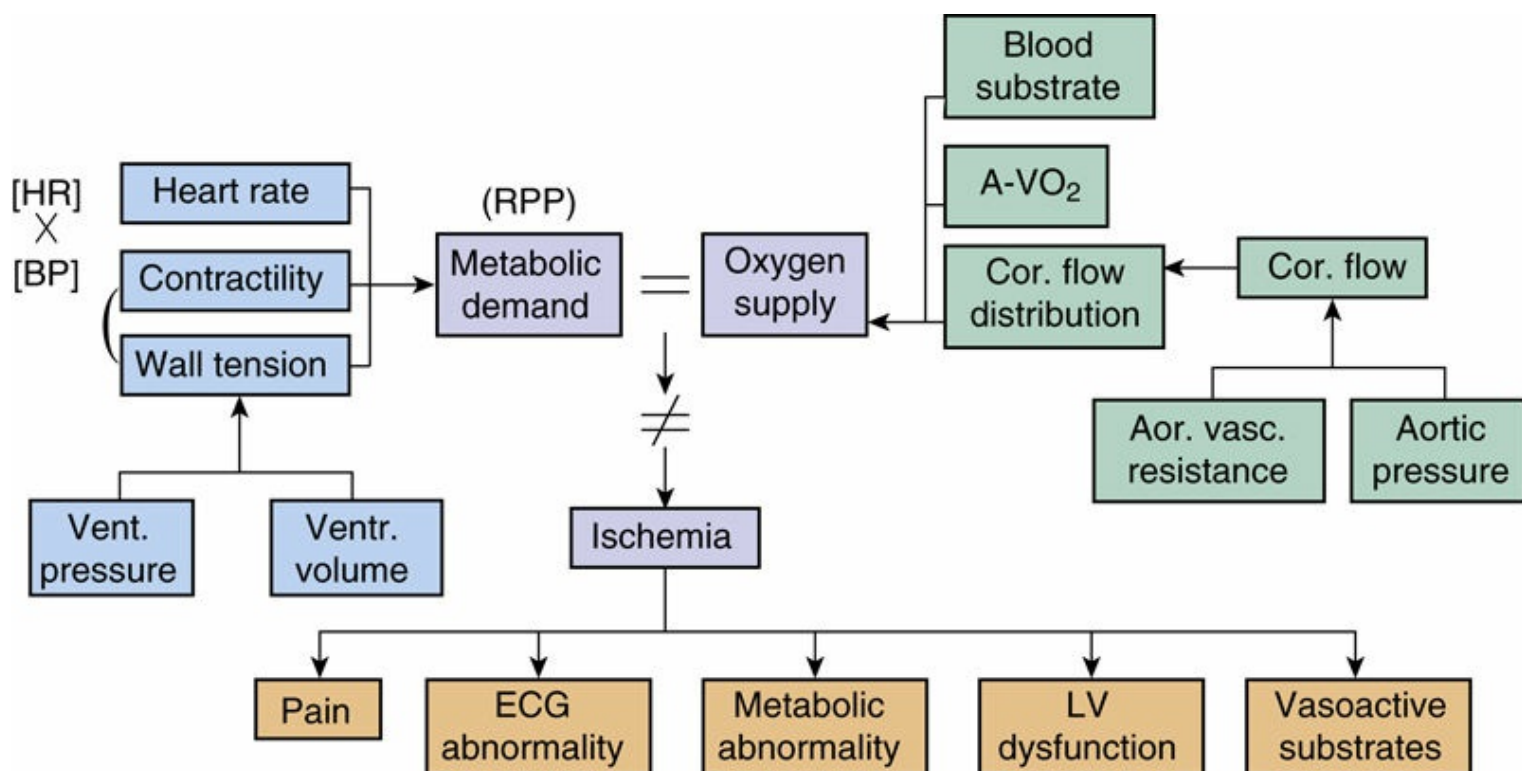 Blood
substrate
[HR]
X
[BP]
Heart rate
Contractility
Wall tension
(RPP)
Metabolic
demand
=
Oxygen
supply
A-VO₂
Cor. flow
distribution
Cor. flow
Aor. vasc.
resistance
Aortic
pressure
Vent.
pressure
Ventr.
volume
≠
Ischemia
Pain
ECG
abnormality
Metabolic
abnormality
LV
dysfunction
Vasoactive
substrates